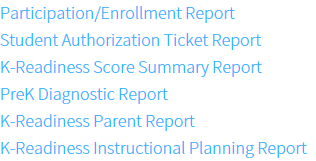 Participation/Enrollment Report
Student Authorization Ticket Report
K-Readiness Score Summary Report
PreK Diagnostic Report
K-Readiness Parent Report
K-Readiness Instructional Planning Report